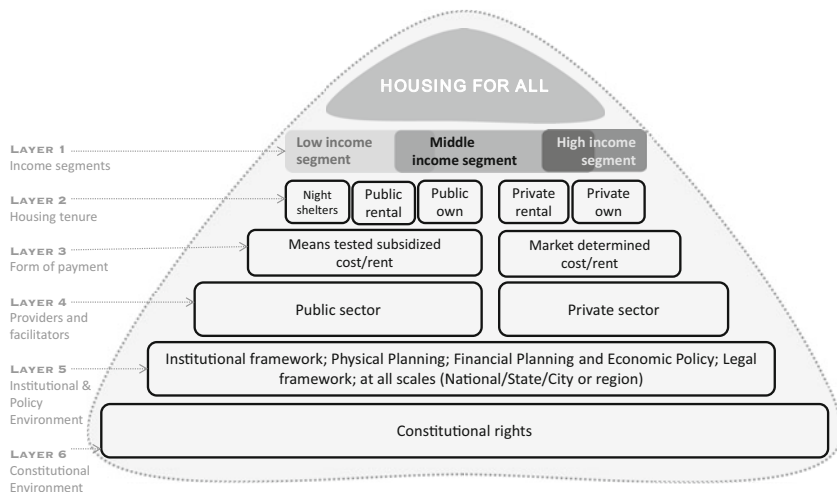 HOUSING FOR ALL
LAYER 1
Income segments
Low income
segment
Middle
income segment
High income
segment
LAYER 2
Housing tenure
Night
shelters
Public
rental
Public
own
Private
rental
Private
own
LAYER 3
Form of payment
Means tested subsidized
cost/rent
Market determined
cost/rent
LAYER 4
Providers and
facilitators
Public sector
Private sector
LAYER 5
Institutional &
Policy
Environment
Institutional framework; Physical Planning; Financial Planning and Economic Policy; Legal
framework; at all scales (National/State/City or region)
LAYER 6
Constitutional
Environment
Constitutional rights